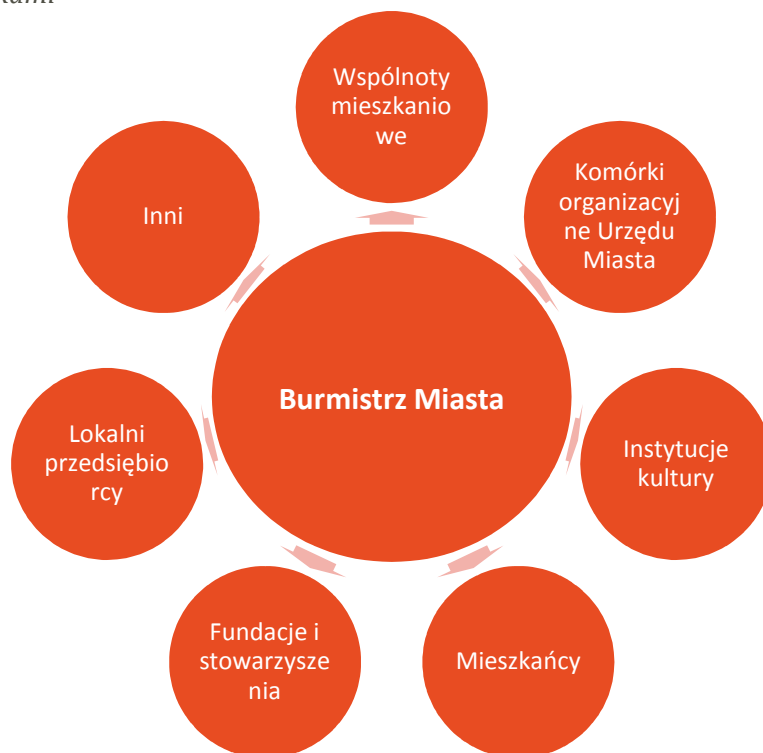 Wspólnoty
mieszkanio
we
Komórki
organizacyj
ne Urzędu
Miasta
Inni
Burmistrz Miasta
Lokalni
przedsiębio
rcy
Instytucje
kultury
Fundacje i
stowarzysze
nia
Mieszkańcy